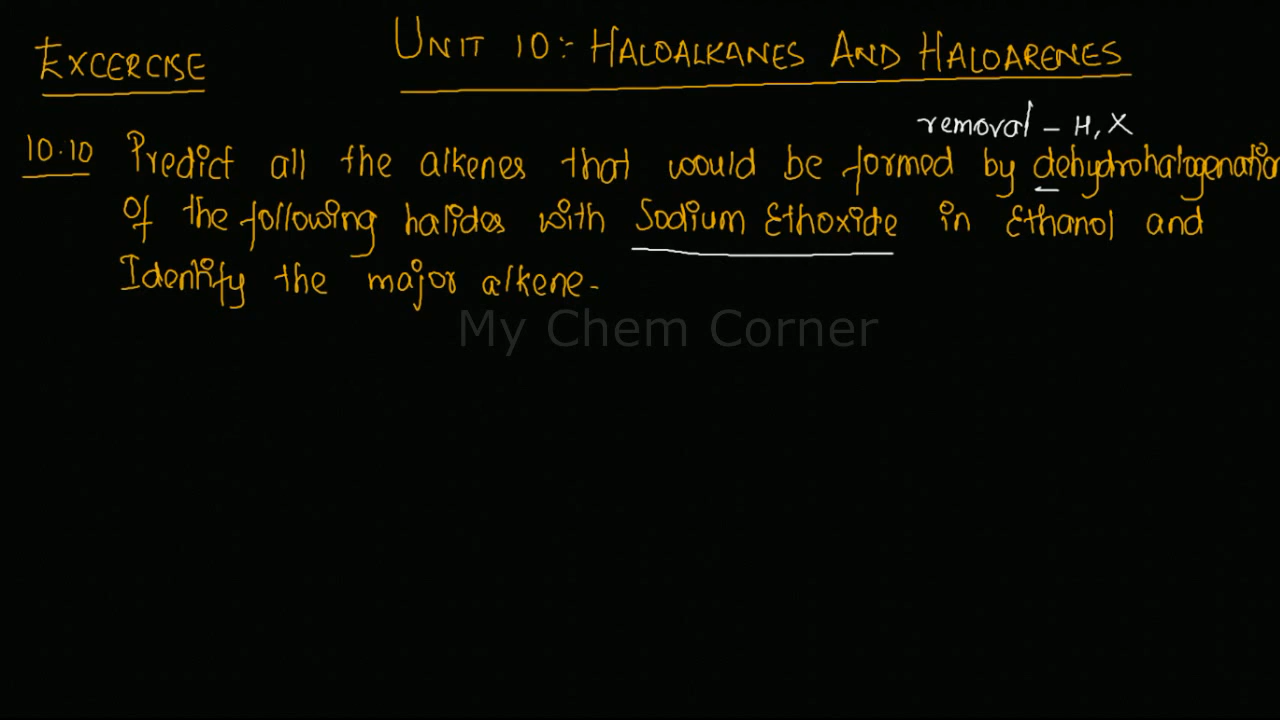 EXCERCISE
UNIT 10:- HALOALKANES AND HALOARENES
removal - H, X
10.10 Predict all the alkenes that would be formed by dehydrohalogenatio
of the following halides with Sodium Ethoxide in Ethanol and
Identify the major alkene.
My Chem Corner